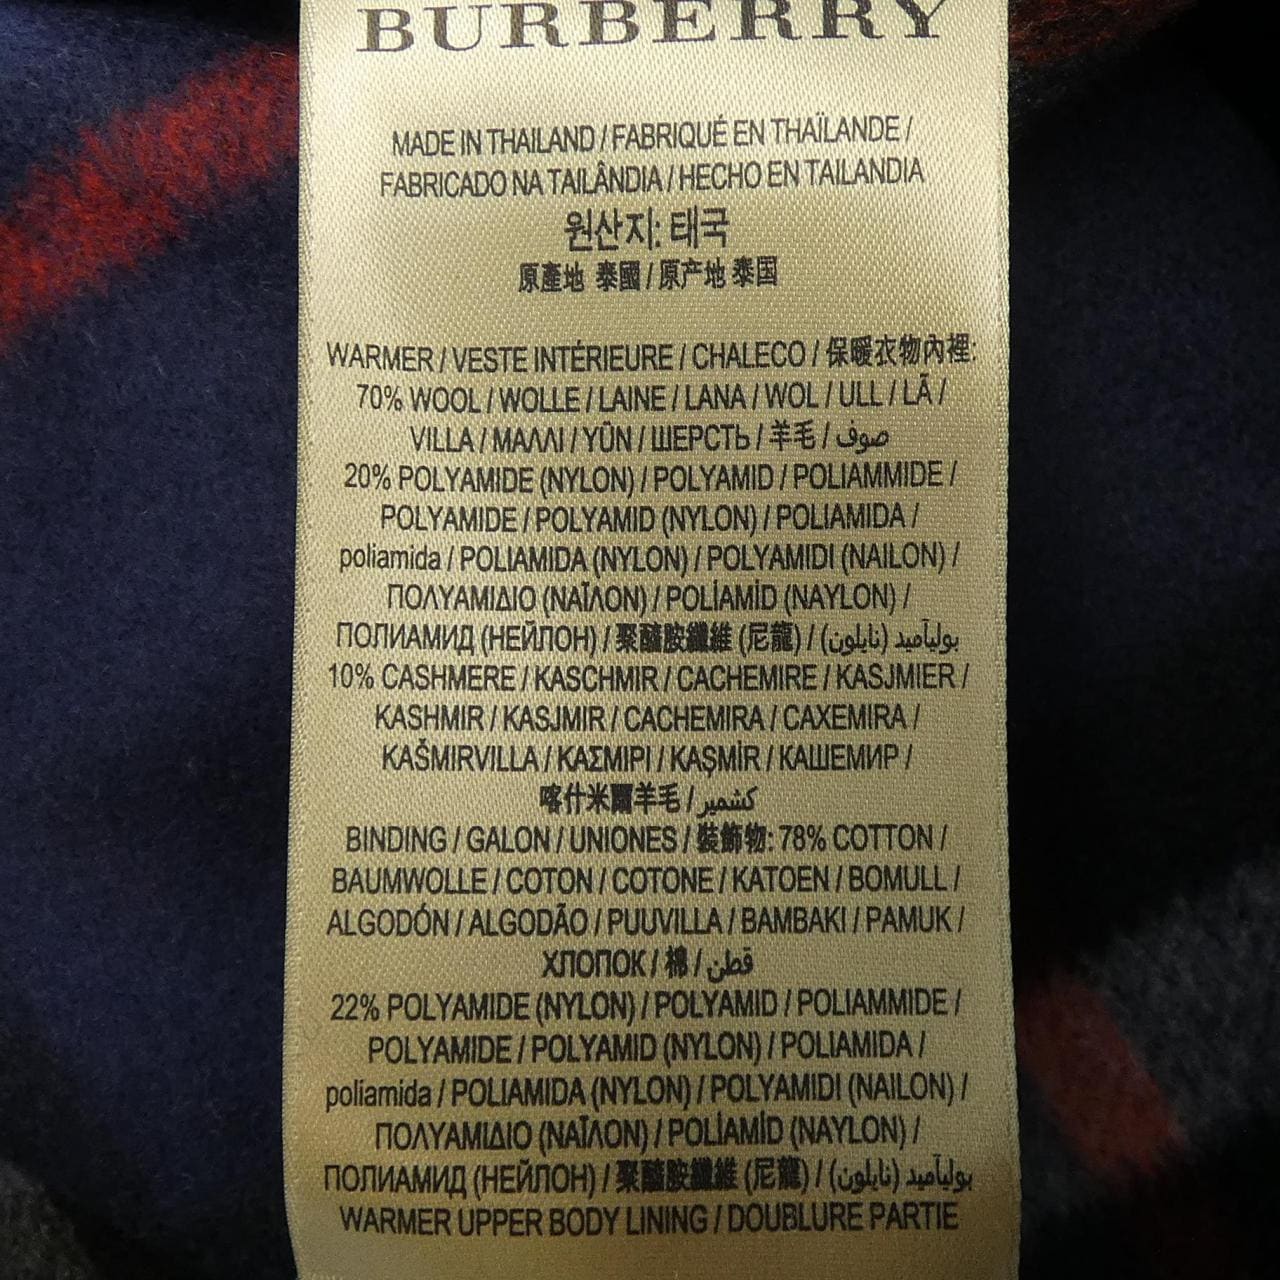 BURBERRY
MADE IN THAILAND / FABRIQUÉ EN THAÏLANDE /
FABRICADO NA TAILÂNDIA / HECHO EN TAILANDIA
원산지: 태국
原產地 泰國 / 原产地 泰国
WARMER / VESTE INTÉRIEURE / CHALECO / 保暖衣物內裡:
70% WOOL / WOLLE / LAINE / LANA / WOL / ULL / LÃ /
VILLA / ΜΑΛΛΙ / YÜN / ШЕРСТЬ / 羊毛 / صوف
20% POLYAMIDE (NYLON) / POLYAMID / POLIAMMIDE /
POLYAMIDE / POLYAMID (NYLON) / POLIAMIDA /
poliamida / POLIAMIDA (NYLON) / POLYAMIDI (NAILON) /
ΠΟΛΥΑΜΙΔΙΟ (ΝΑΪΛΟΝ) / POLİAMİD (NAYLON) /
ПОЛИАМИД (НЕЙЛОН) / 聚醯胺纖維 (尼龍) / بوليآميد (نايلون)
10% CASHMERE / KASCHMIR / CACHEMIRE / KASJMIER /
KASHMIR / KASJMIR / CACHEMIRA / CAXEMIRA /
KAŠMIRVILLA / ΚΑΣΜΙΡΙ / KAŞMİR / КАШЕМИР /
喀什米爾羊毛 / كشمير
BINDING / GALON / UNIONES / 裝飾物: 78% COTTON /
BAUMWOLLE / COTON / COTONE / KATOEN / BOMULL /
ALGODÓN / ALGODÃO / PUUVILLA / BAMBAKI / PAMUK /
ХЛОПОК / 棉 / قطن
22% POLYAMIDE (NYLON) / POLYAMID / POLIAMMIDE /
POLYAMIDE / POLYAMID (NYLON) / POLIAMIDA /
poliamida / POLIAMIDA (NYLON) / POLYAMIDI (NAILON) /
ΠΟΛΥΑΜΙΔΙΟ (ΝΑΪΛΟΝ) / POLİAMİD (NAYLON) /
ПОЛИАМИД (НЕЙЛОН) / 聚醯胺纖維 (尼龍) / بوليآميد (نايلون)
WARMER UPPER BODY LINING / DOUBLURE PARTIE